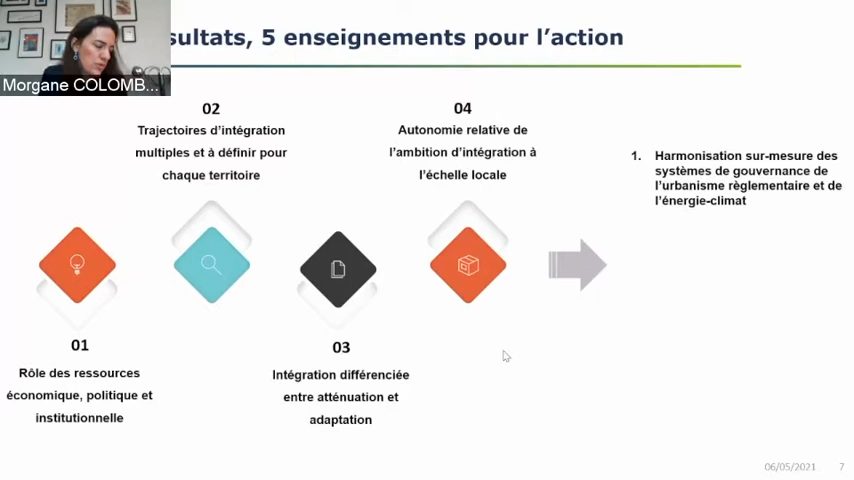 sultats, 5 enseignements pour l'action
Morgane COLOMB...
02
Trajectoires d'intégration
multiples et à définir pour
chaque territoire
04
Autonomie relative de
l'ambition d'intégration à
l'échelle locale
1. Harmonisation sur-mesure des
systèmes de gouvernance de
l'urbanisme règlementaire et de
l'énergie-climat
01
Rôle des ressources
économique, politique et
institutionnelle
03
Intégration différenciée
entre atténuation et
adaptation
06/05/2021 7